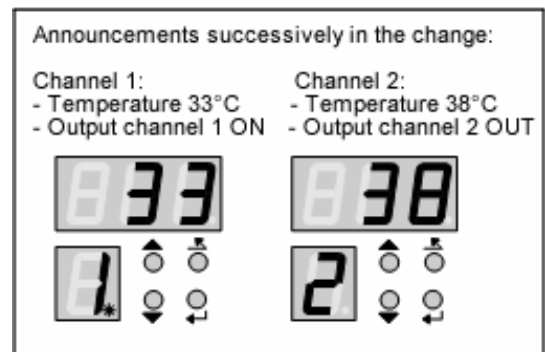 Announcements successively in the change:
Channel 1:
- Temperature 33°C
- Output channel 1 ON
Channel 2:
- Temperature 38°C
- Output channel 2 OUT
33
1
38
2